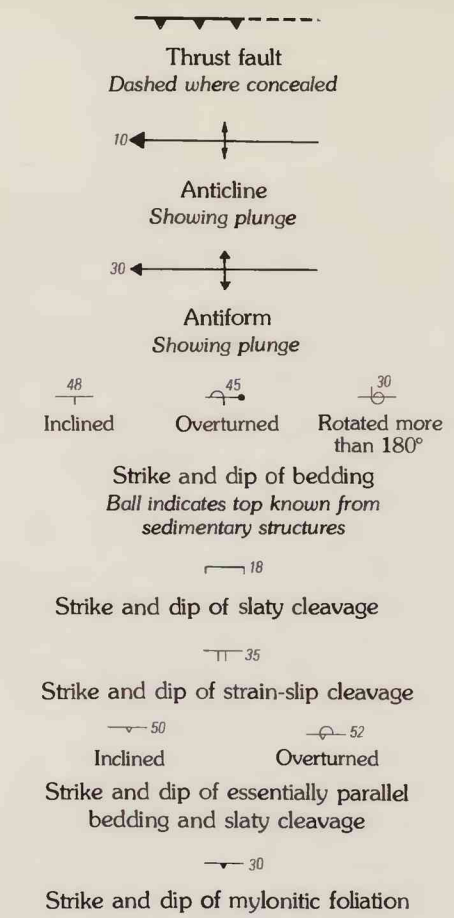 Thrust fault
Dashed where concealed
10
Anticline
Showing plunge
30
Antiform
Showing plunge
48 45 30
Inclined Overturned Rotated more
than 180°
Strike and dip of bedding
Ball indicates top known from
sedimentary structures
18
Strike and dip of slaty cleavage
35
Strike and dip of strain-slip cleavage
50 52
Inclined Overturned
Strike and dip of essentially parallel
bedding and slaty cleavage
30
Strike and dip of mylonitic foliation